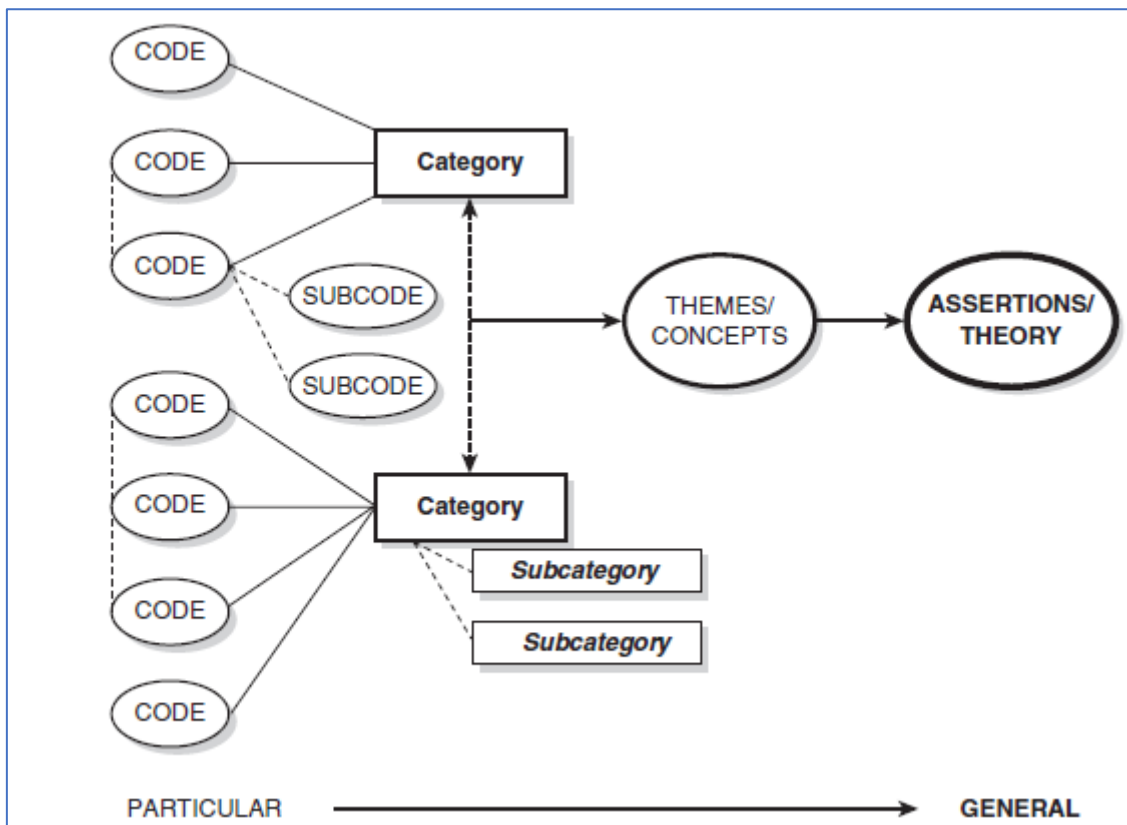 CODE
CODE
CODE
SUBCODE
SUBCODE
Category
CODE
CODE
CODE
CODE
Category
Subcategory
Subcategory
THEMES/
CONCEPTS
ASSERTIONS/
THEORY
PARTICULAR
GENERAL